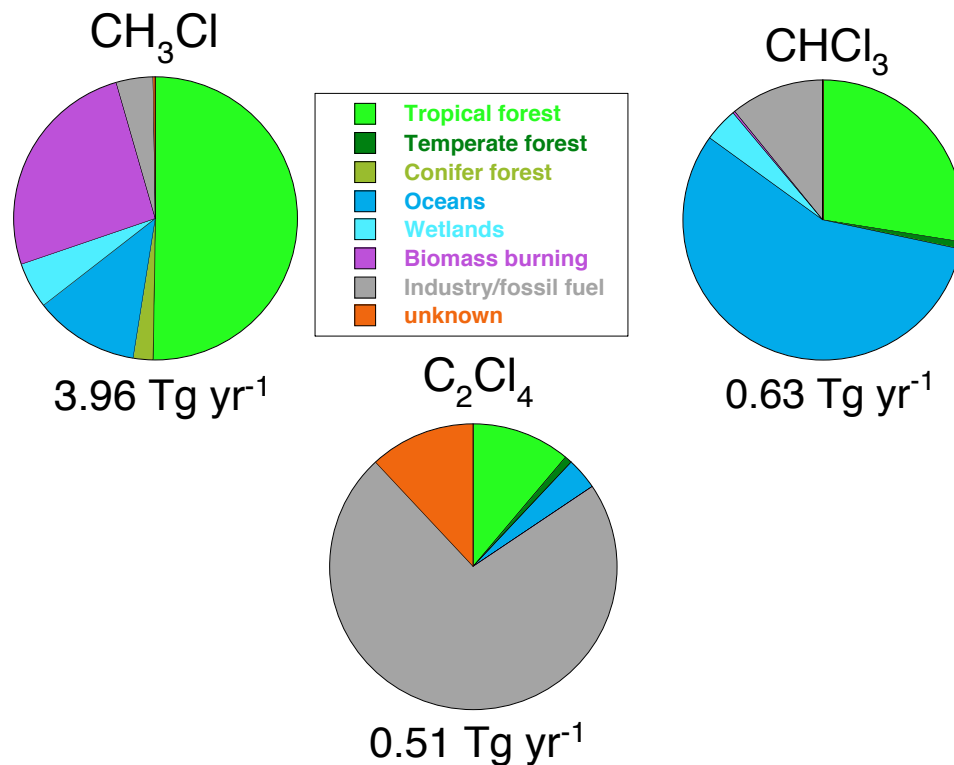 CH₃Cl
CHCl₃
Tropical forest
Temperate forest
Conifer forest
Oceans
Wetlands
Biomass burning
Industry/fossil fuel
unknown
3.96 Tg yr⁻¹
0.63 Tg yr⁻¹
C₂Cl₄
0.51 Tg yr⁻¹